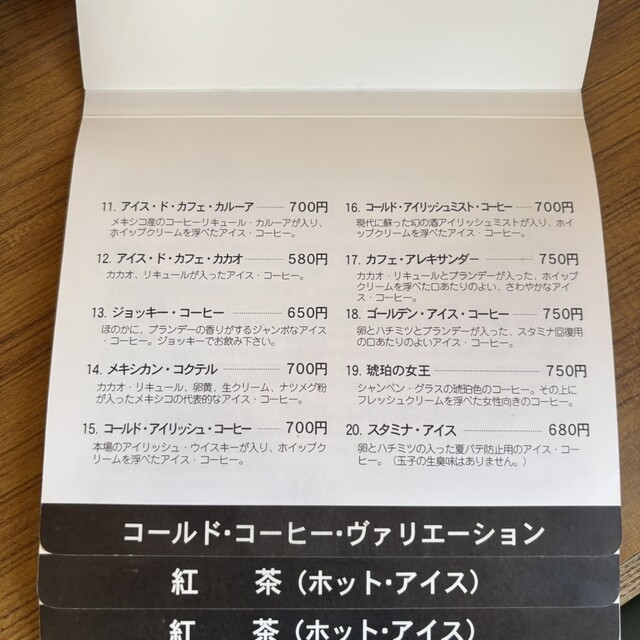 11. アイス・ド・カフェ・カルーア ········· 700円
メキシコ産のコーヒーリキュール・カルーアが入り、
ホイップクリームを浮べたアイス・コーヒー。
12. アイス・ド・カフェ・カカオ ········· 580円
カカオ、リキュールが入ったアイス・コーヒー。
13. ジョッキー・コーヒー ········· 650円
ほのかに、ブランデーの香りがするジャンボなアイス
・コーヒー。ジョッキーでお飲み下さい。
14. メキシカン・コクテル ········· 700円
カカオ・リキュール、卵黄、生クリーム、ナツメグ粉
が入ったメキシコの代表的なアイス・コーヒー。
15. コールド・アイリッシュ・コーヒー ········· 700円
本場のアイリッシュ・ウイスキーが入り、ホイップク
リームを浮べたアイス・コーヒー。
16. コールド・アイリッシュミスト・コーヒー ····· 700円
現代に蘇った幻の酒アイリッシュミストが入り、ホイ
ップクリームを浮べたアイス・コーヒー。
17. カフェ・アレキサンダー ········· 750円
カカオ・リキュールとブランデーが入った、ホイップ
クリームを浮べた口あたりのよい、さわやかなアイ
ス・コーヒー。
18. ゴールデン・アイス・コーヒー ········· 750円
卵とハチミツとブランデーが入った、スタミナ回復用
の口あたりのよいアイス・コーヒー。
19. 琥珀の女王 ········· 750円
シャンペン・グラスの琥珀色のコーヒー。その上に
フレッシュクリームを浮べた女性向きのコーヒー。
20. スタミナ・アイス ········· 680円
卵とハチミツの入った夏バテ防止用のアイス・コー
ヒー。（玉子の生臭味はありません。）
コールド・コーヒー・ヴァリエーション
紅 茶（ホット・アイス）
紅 茶（ホット・アイス）